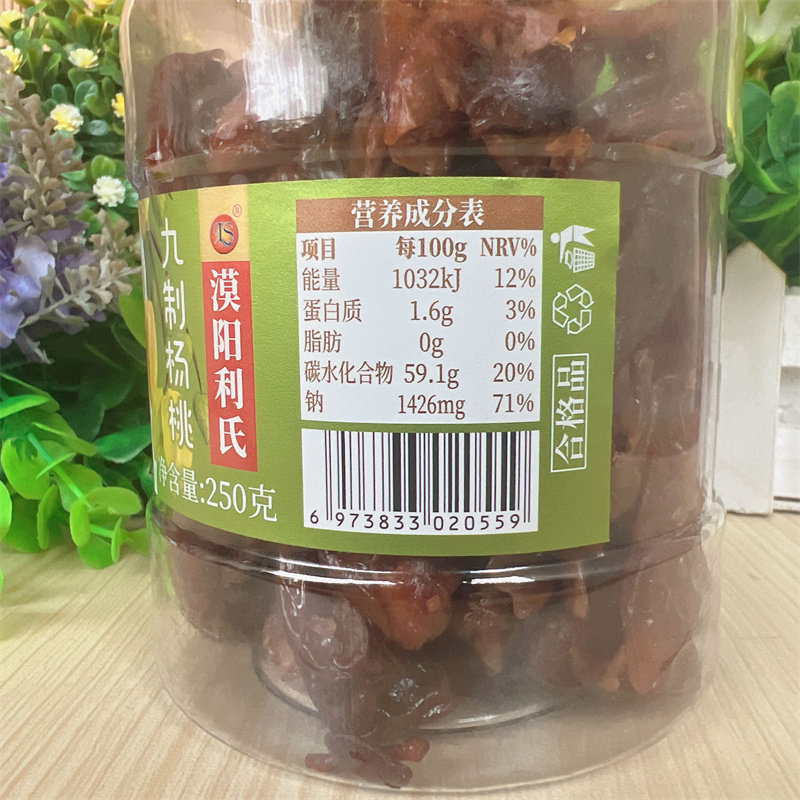 九制杨桃
LS®
漠阳利氏
净含量:250克
营养成分表
项目 每100g NRV%
能量 1032kJ 12%
蛋白质 1.6g 3%
脂肪 0g 0%
碳水化合物 59.1g 20%
钠 1426mg 71%
6 973833 020559
合格品